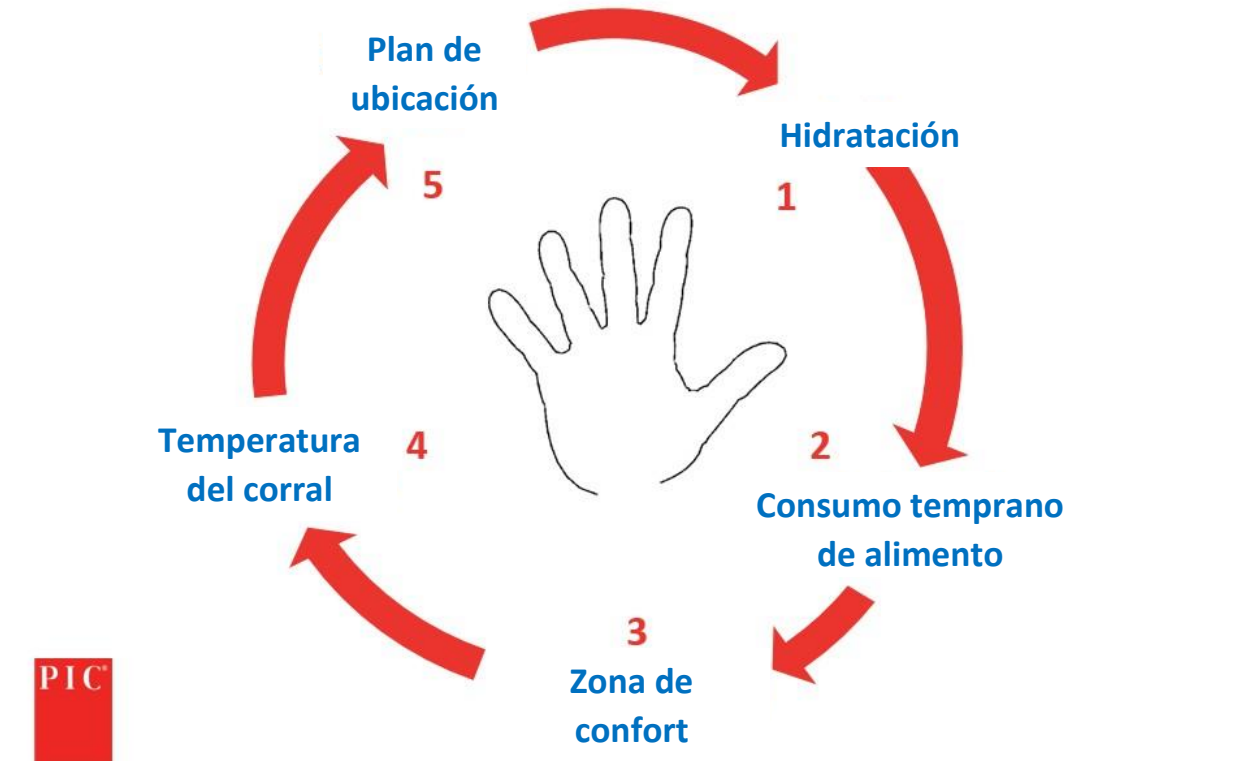 Plan de
ubicación
5
Hidratación
1
2
Consumo temprano
de alimento
3
Zona de
confort
Temperatura
del corral
4
PIC®